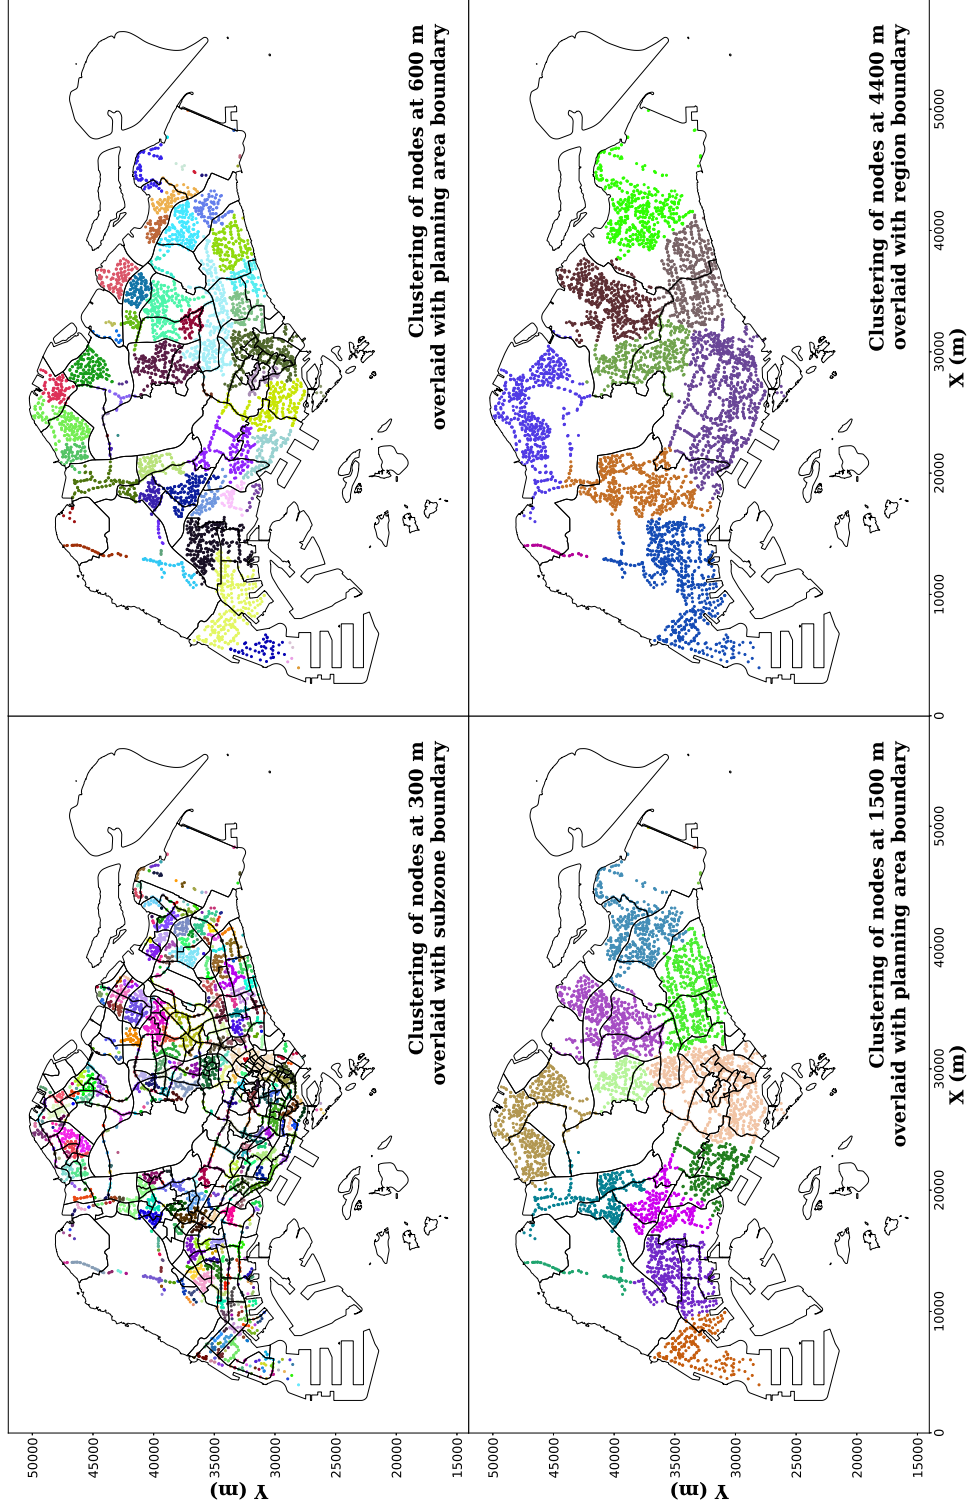 50000
45000
40000
35000
30000
25000
20000
15000
Y (m)
Clustering of nodes at 300 m
overlaid with subzone boundary
Clustering of nodes at 600 m
overlaid with planning area boundary
50000
45000
40000
35000
30000
25000
20000
15000
Y (m)
Clustering of nodes at 1500 m
overlaid with planning area boundary
Clustering of nodes at 4400 m
overlaid with region boundary
0
10000
20000
30000
40000
50000
X (m)
0
10000
20000
30000
40000
50000
X (m)